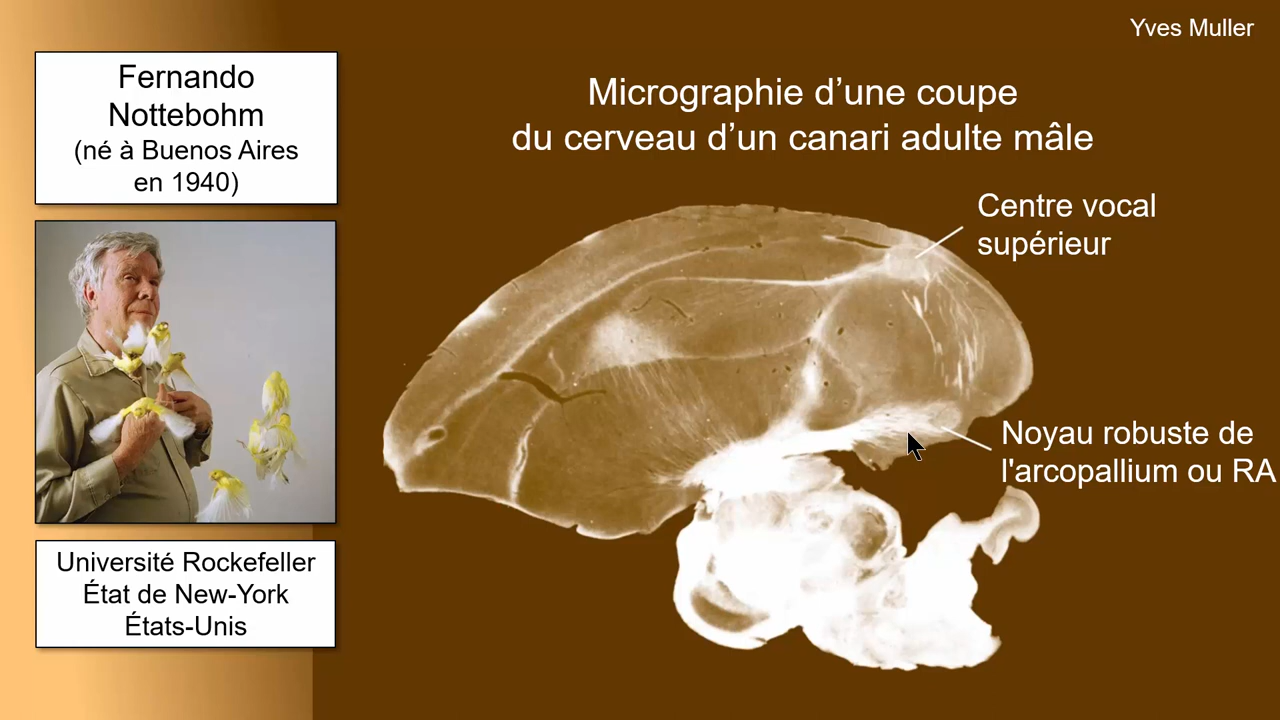 Yves Muller
Fernando
Nottebohm
(né à Buenos Aires
en 1940)
Micrographie d’une coupe
du cerveau d’un canari adulte mâle
Centre vocal
supérieur
Noyau robuste de
l'arcopallium ou RA
Université Rockefeller
État de New-York
États-Unis